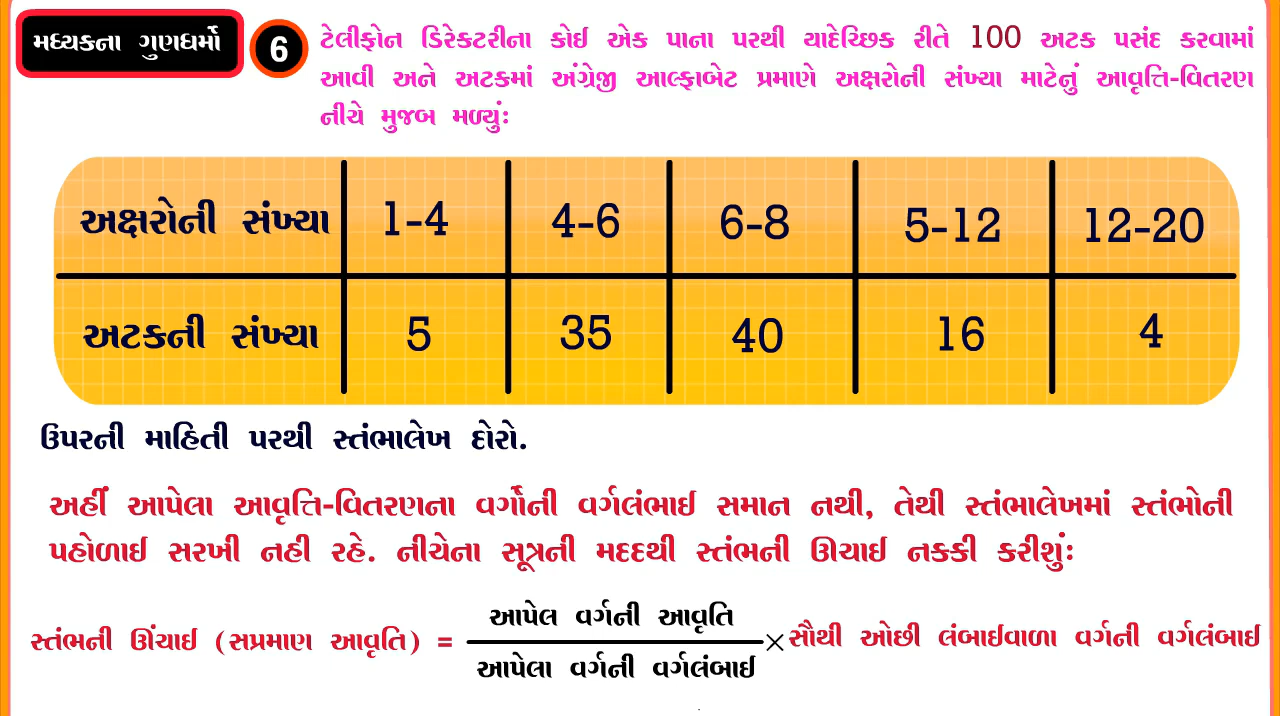 મધ્યકના ગુણધર્મો
6
ટેલીફોન ડિરેક્ટરીના કોઈ એક પાના પરથી યાદૈચ્છિક રીતે 100 અટક પસંદ કરવામાં
આવી અને અટકમાં અંગ્રેજી આલ્ફાબેટ પ્રમાણે અક્ષરોની સંખ્યા માટેનું આવૃત્તિ-વિતરણ
નીચે મુજબ મળ્યું:
અક્ષરોની સંખ્યા 1-4 4-6 6-8 5-12 12-20
અટકની સંખ્યા 5 35 40 16 4
ઉપરની માહિતી પરથી સ્તંભાલેખ દોરો.
અહીં આપેલા આવૃત્તિ-વિતરણના વર્ગોની વર્ગલંભાઈ સમાન નથી, તેથી સ્તંભાલેખમાં સ્તંભોની
પહોળાઈ સરખી નહી રહે. નીચેના સૂત્રની મદદથી સ્તંભની ઊચાઈ નક્કી કરીશું:
આપેલ વર્ગની આવૃતિ
સ્તંભની ઊંચાઈ (સપ્રમાણ આવૃતિ) = × સૌથી ઓછી લંબાઈવાળા વર્ગની વર્ગલંબાઈ
આપેલા વર્ગની વર્ગલંબાઈ